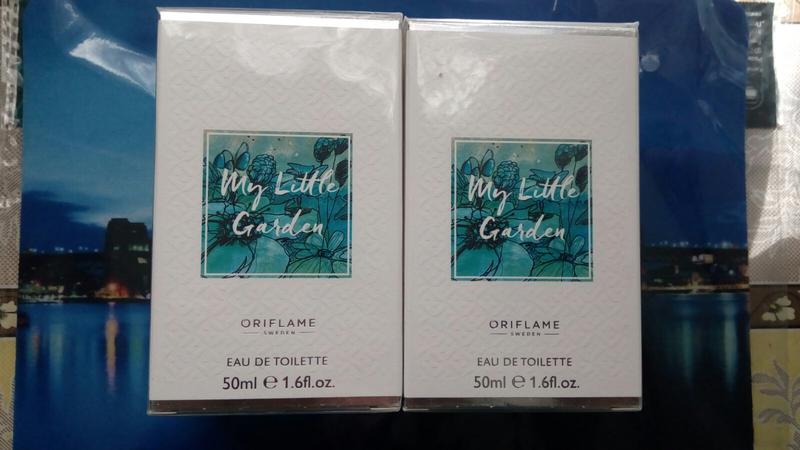 My Little
Garden
ORIFLAME
SWEDEN
EAU DE TOILETTE
50ml ℮ 1.6fl.oz.
My Little
Garden
ORIFLAME
SWEDEN
EAU DE TOILETTE
50ml ℮ 1.6fl.oz.